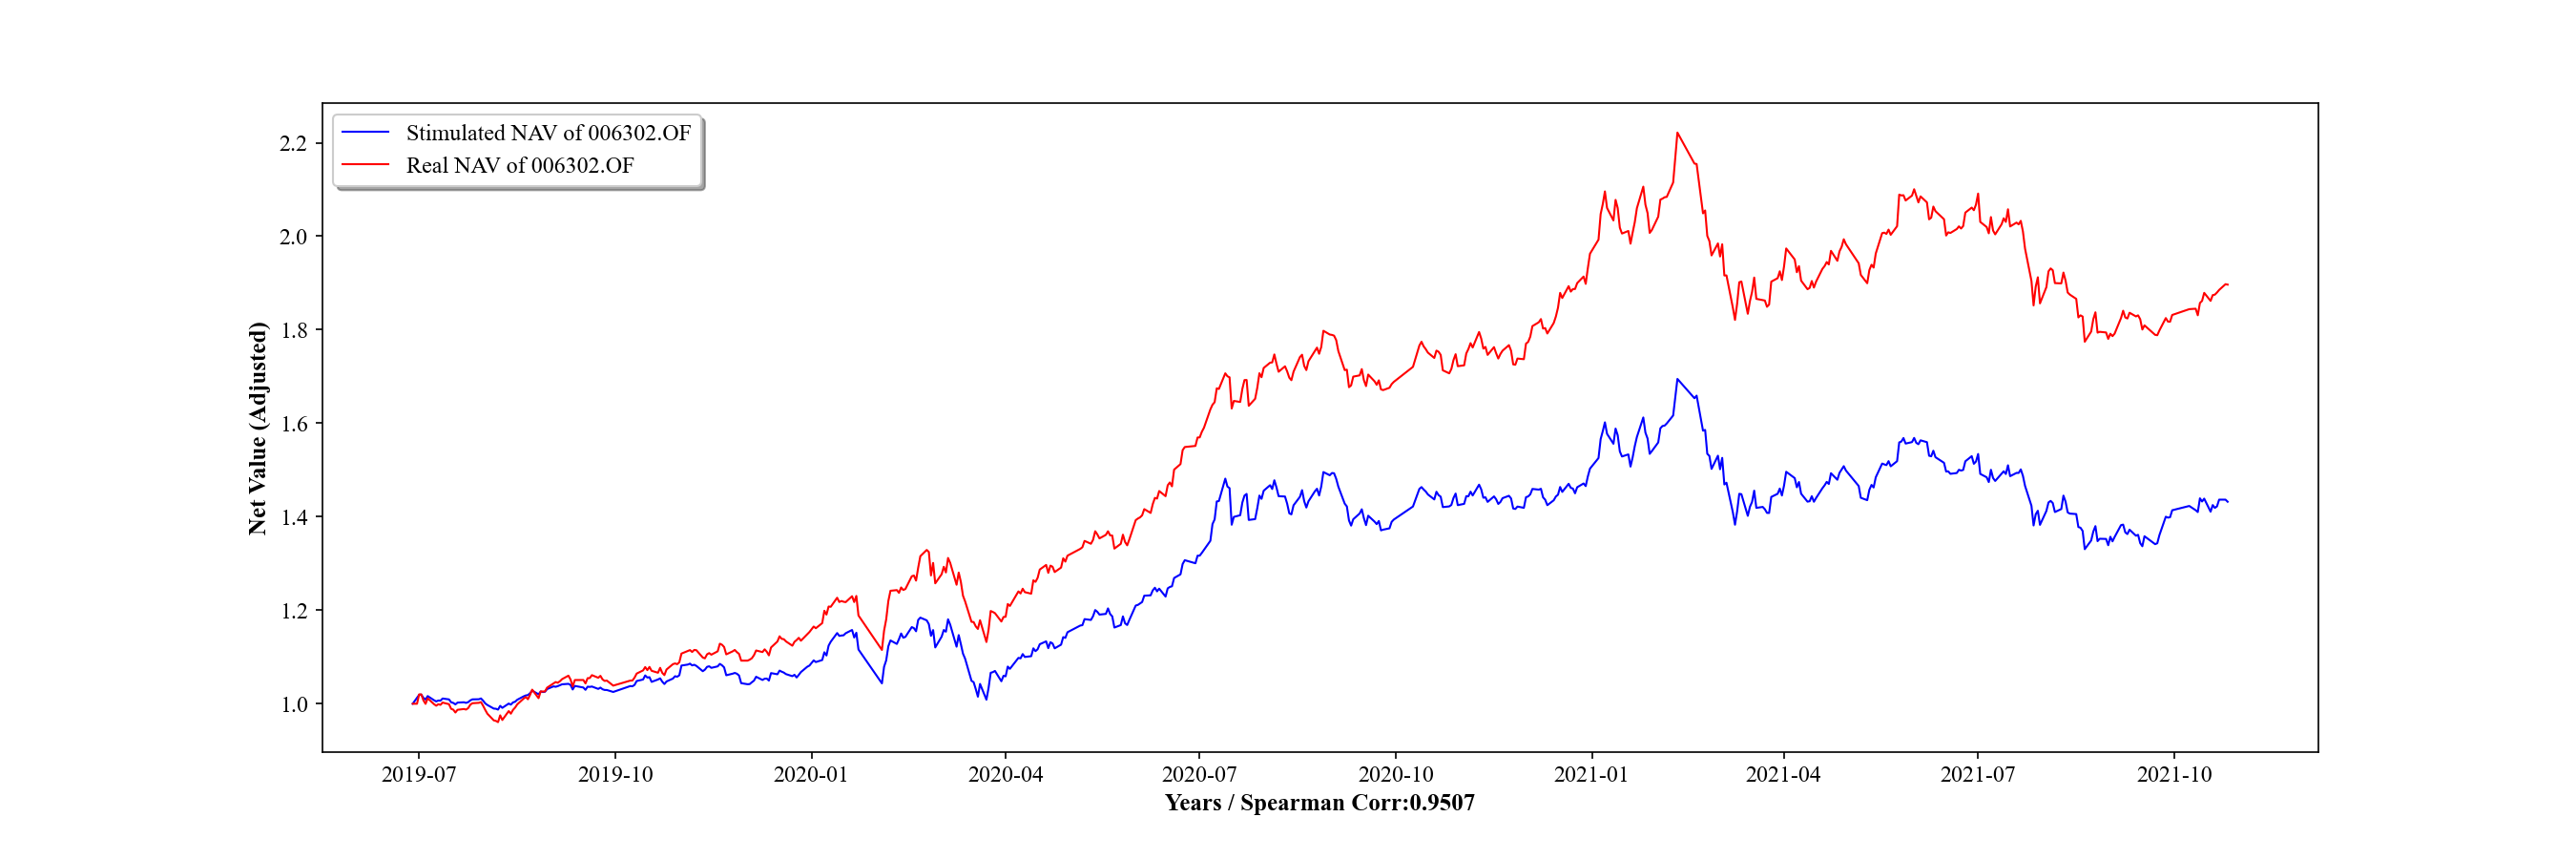 Stimulated NAV of 006302.OF
Real NAV of 006302.OF
2.2
2.0
1.8
1.6
1.4
1.2
1.0
Net Value (Adjusted)
2019-07 2019-10 2020-01 2020-04 2020-07 2020-10 2021-01 2021-04 2021-07 2021-10
Years / Spearman Corr:0.9507